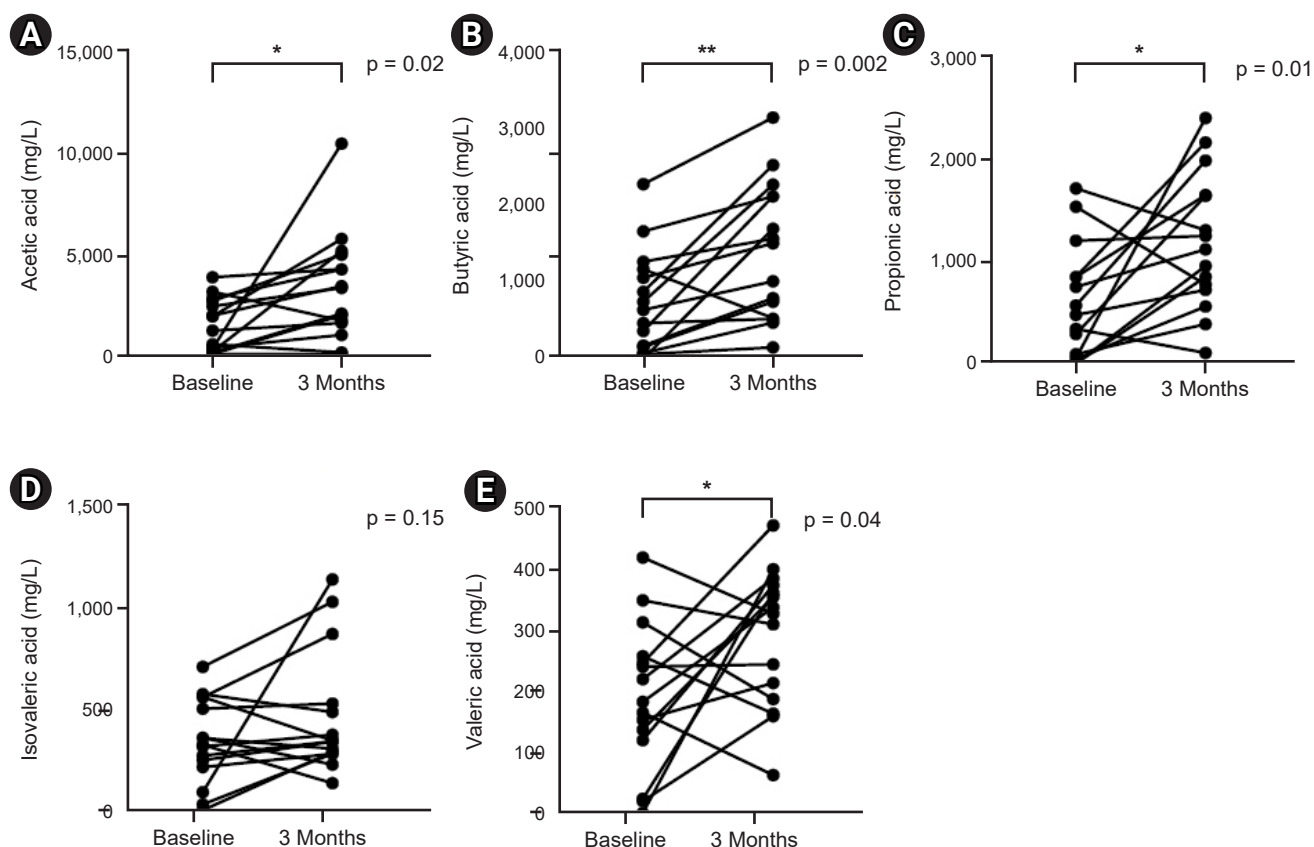 A
15,000
10,000
5,000
0
Acetic acid (mg/L)
*
p = 0.02
Baseline
3 Months
B
4,000
3,000
2,000
1,000
0
Butyric acid (mg/L)
**
p = 0.002
Baseline
3 Months
C
3,000
2,000
1,000
0
Propionic acid (mg/L)
*
p = 0.01
Baseline
3 Months
D
1,500
1,000
500
0
Isovaleric acid (mg/L)
p = 0.15
Baseline
3 Months
E
500
400
300
200
100
0
Valeric acid (mg/L)
*
p = 0.04
Baseline
3 Months